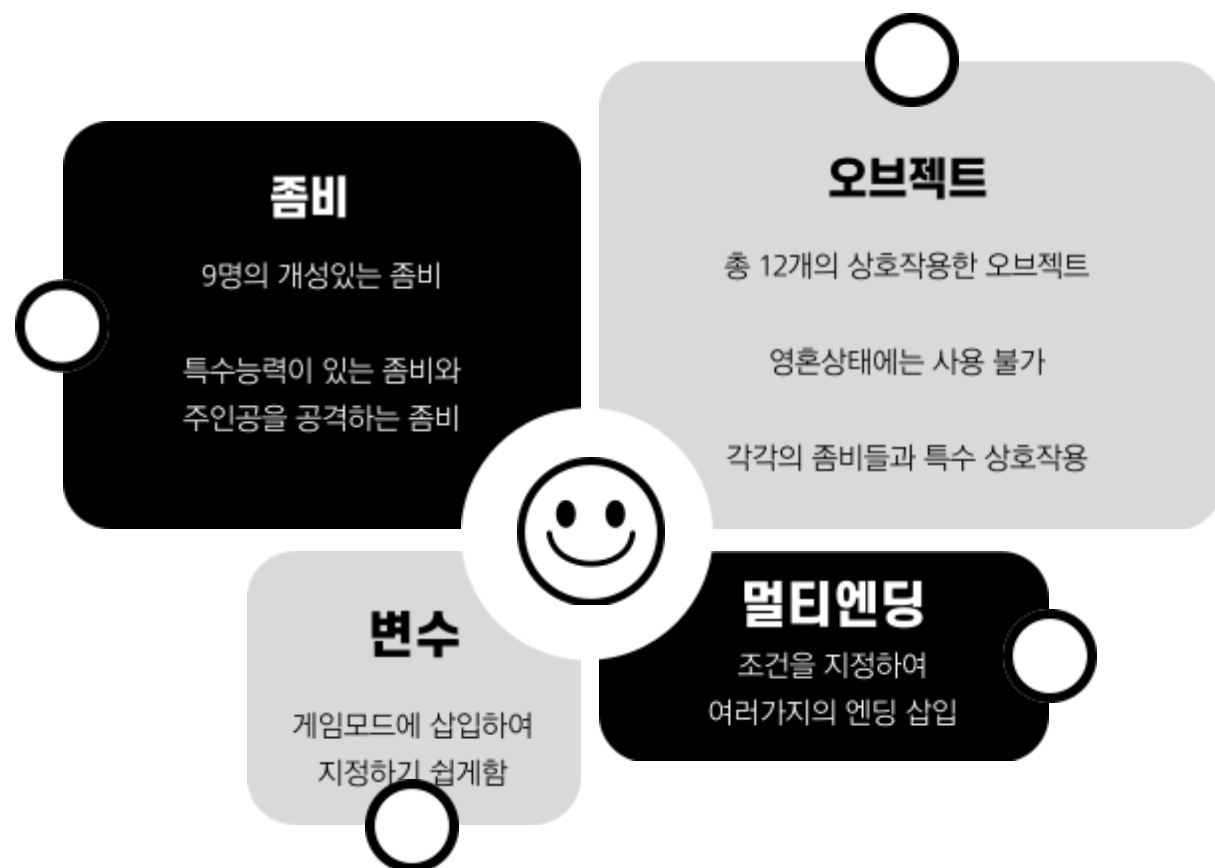 좀비
9명의 개성있는 좀비
특수능력이 있는 좀비와
주인공을 공격하는 좀비
오브젝트
총 12개의 상호작용한 오브젝트
영혼상태에는 사용 불가
각각의 좀비들과 특수 상호작용
변수
게임모드에 삽입하여
지정하기 쉽게함
멀티엔딩
조건을 지정하여
여러가지의 엔딩 삽입